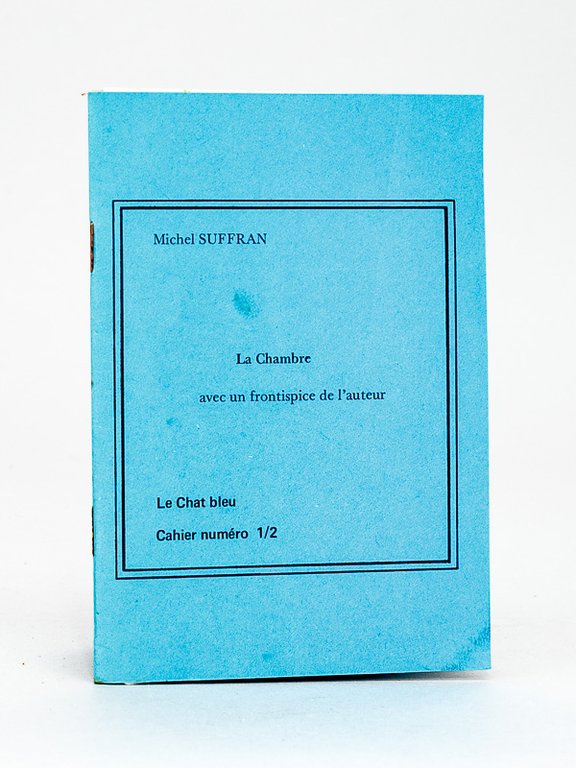 Michel SUFFRAN
La Chambre
avec un frontispice de l'auteur
Le Chat bleu
Cahier numéro 1/2